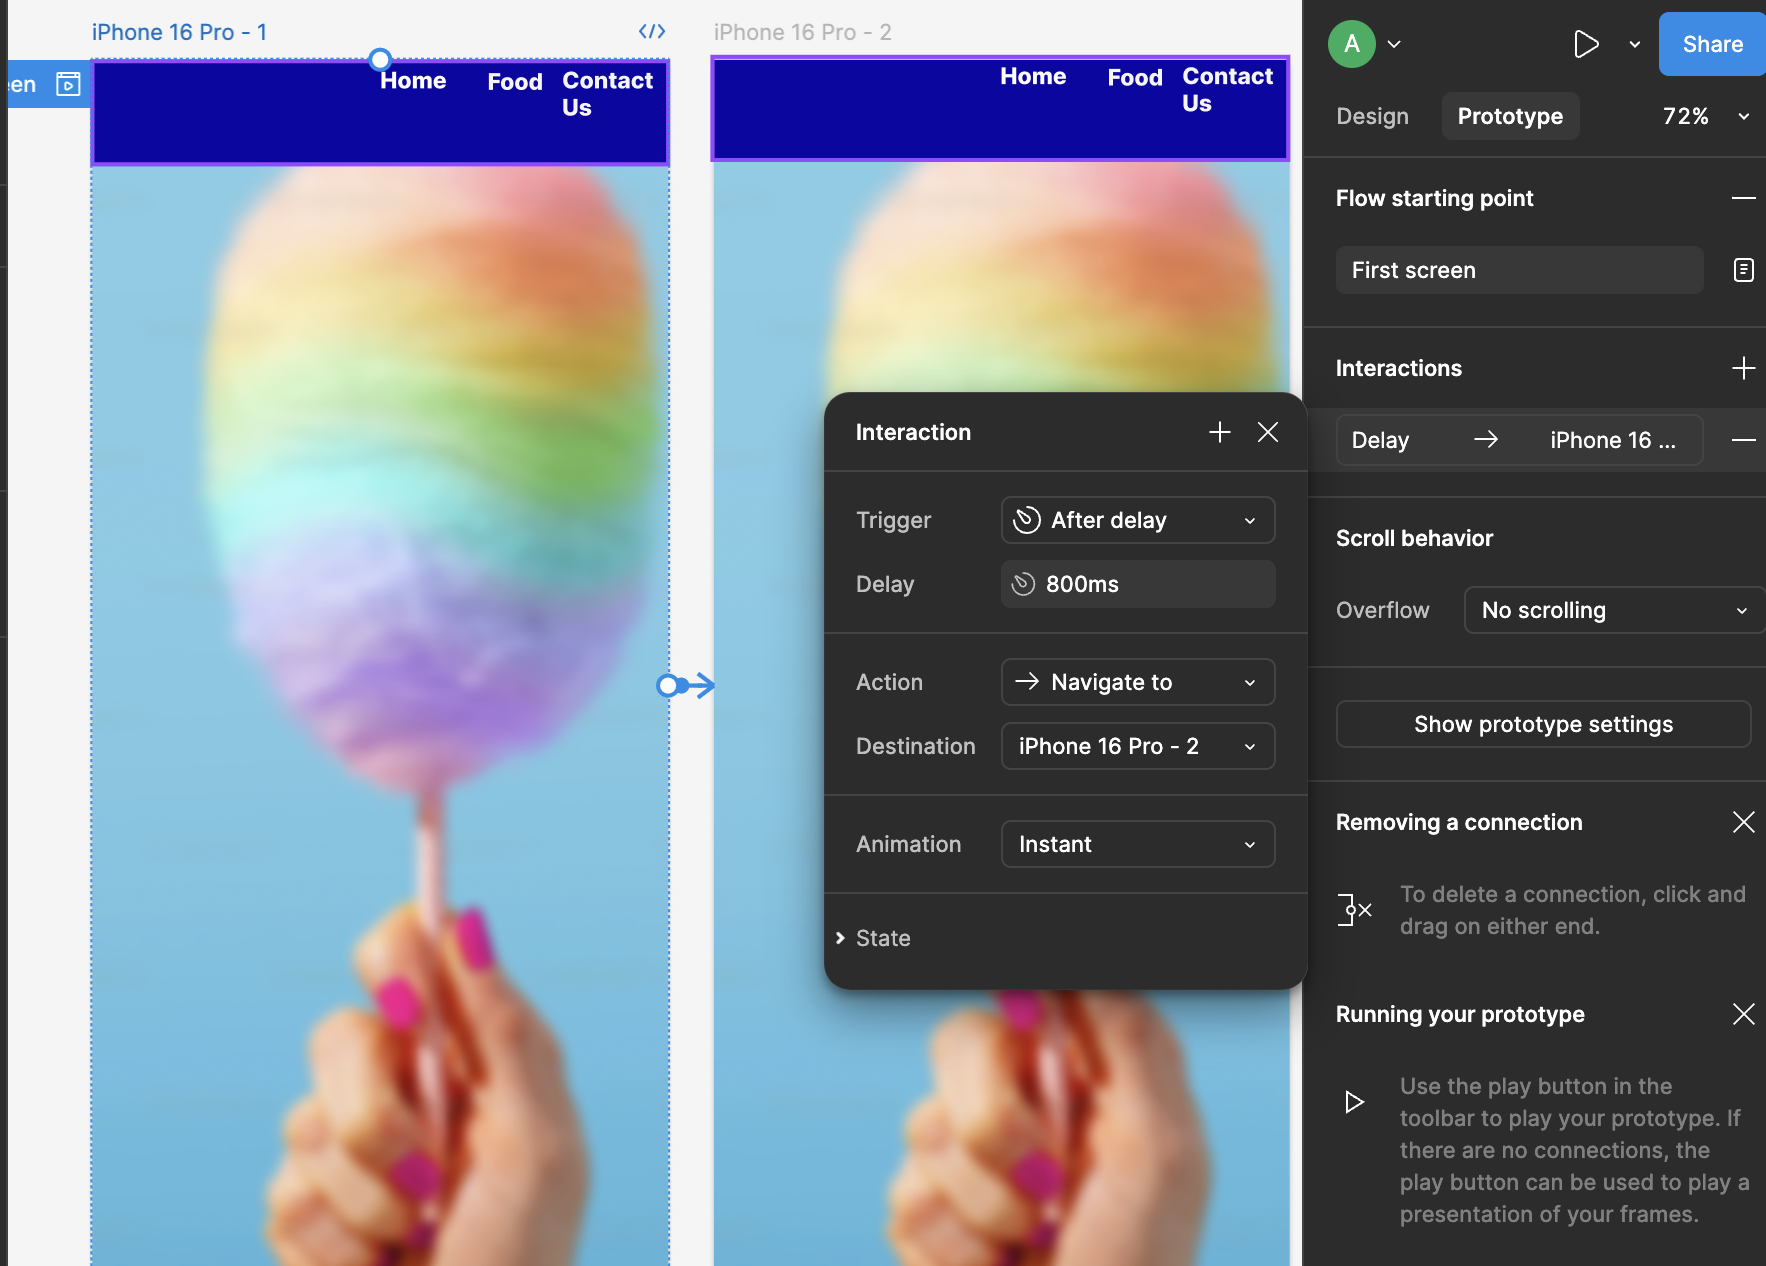 iPhone 16 Pro - 1
iPhone 16 Pro - 2
een
Home
Food
Contact
Us
Home
Food
Contact
Us
A
Share
Design
Prototype
72%
Flow starting point
First screen
Interactions
Delay → iPhone 16 ...
Scroll behavior
Overflow
No scrolling
Show prototype settings
Removing a connection
To delete a connection, click and
drag on either end.
Running your prototype
Use the play button in the
toolbar to play your prototype. If
there are no connections, the
play button can be used to play a
presentation of your frames.
Interaction
Trigger
After delay
Delay
800ms
Action
Navigate to
Destination
iPhone 16 Pro - 2
Animation
Instant
State